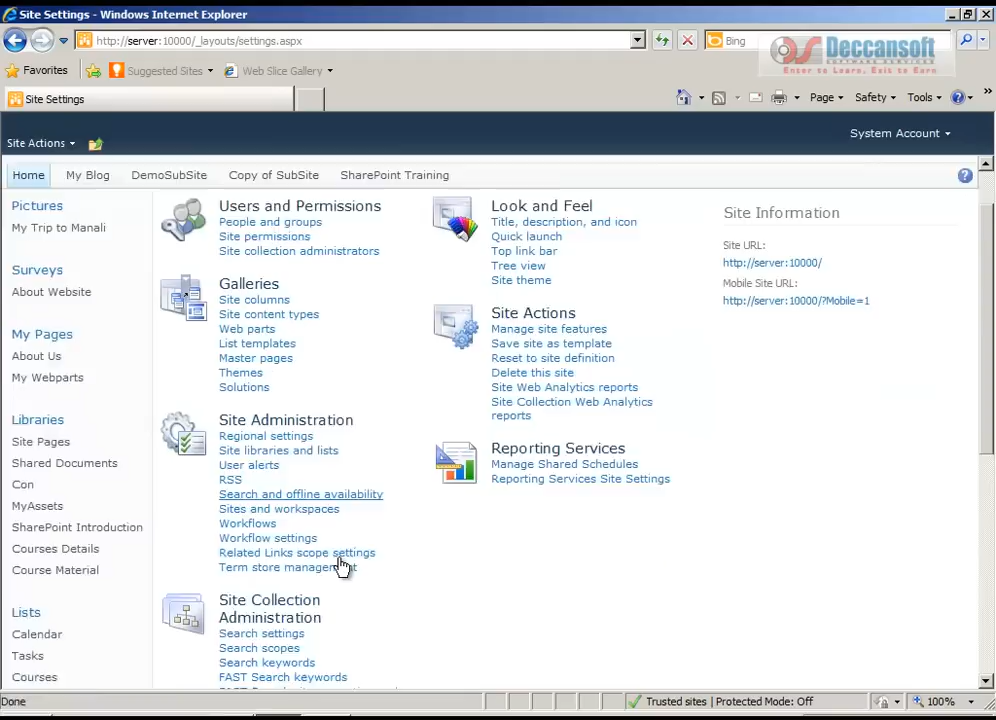 Site Settings - Windows Internet Explorer
http://server:10000/_layouts/settings.aspx
Bing
Deccansoft
SOFTWARE SERVICES
Enter to Learn, Exit to Earn
Favorites
Suggested Sites
Web Slice Gallery
Site Settings
Page
Safety
Tools
»
Site Actions
System Account
Home
My Blog
DemoSubSite
Copy of SubSite
SharePoint Training
Pictures
My Trip to Manali
Surveys
About Website
My Pages
About Us
My Webparts
Libraries
Site Pages
Shared Documents
Con
MyAssets
SharePoint Introduction
Courses Details
Course Material
Lists
Calendar
Tasks
Courses
Users and Permissions
People and groups
Site permissions
Site collection administrators
Galleries
Site columns
Site content types
Web parts
List templates
Master pages
Themes
Solutions
Site Administration
Regional settings
Site libraries and lists
User alerts
RSS
Search and offline availability
Sites and workspaces
Workflows
Workflow settings
Related Links scope settings
Term store management
Site Collection
Administration
Search settings
Search scopes
Search keywords
FAST Search keywords
Look and Feel
Title, description, and icon
Quick launch
Top link bar
Tree view
Site theme
Site Actions
Manage site features
Save site as template
Reset to site definition
Delete this site
Site Web Analytics reports
Site Collection Web Analytics
reports
Reporting Services
Manage Shared Schedules
Reporting Services Site Settings
Site Information
Site URL:
http://server:10000/
Mobile Site URL:
http://server:10000/?Mobile=1
Done
Trusted sites | Protected Mode: Off
100%